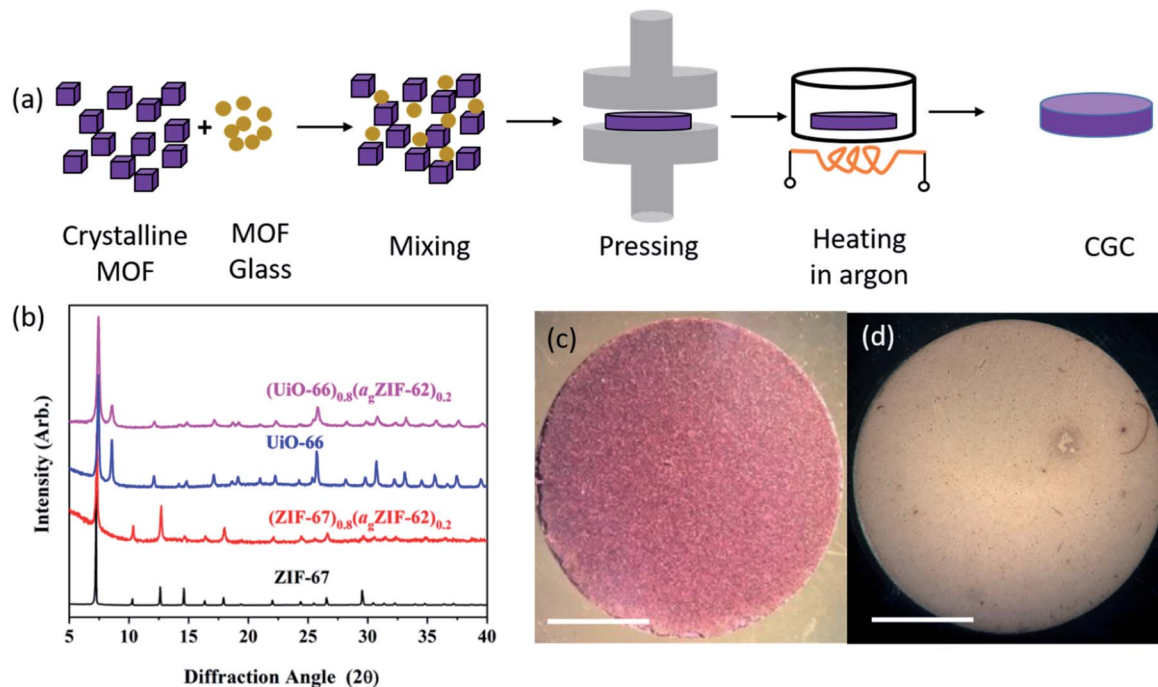 (a)
+
Crystalline
MOF
MOF
Glass
Mixing
Pressing
Heating
in argon
CGC
(b)
(UiO-66)0.8(agZIF-62)0.2
UiO-66
(ZIF-67)0.8(agZIF-62)0.2
ZIF-67
Intensity (Arb.)
5 10 15 20 25 30 35 40
Diffraction Angle (2θ)
(c)
(d)